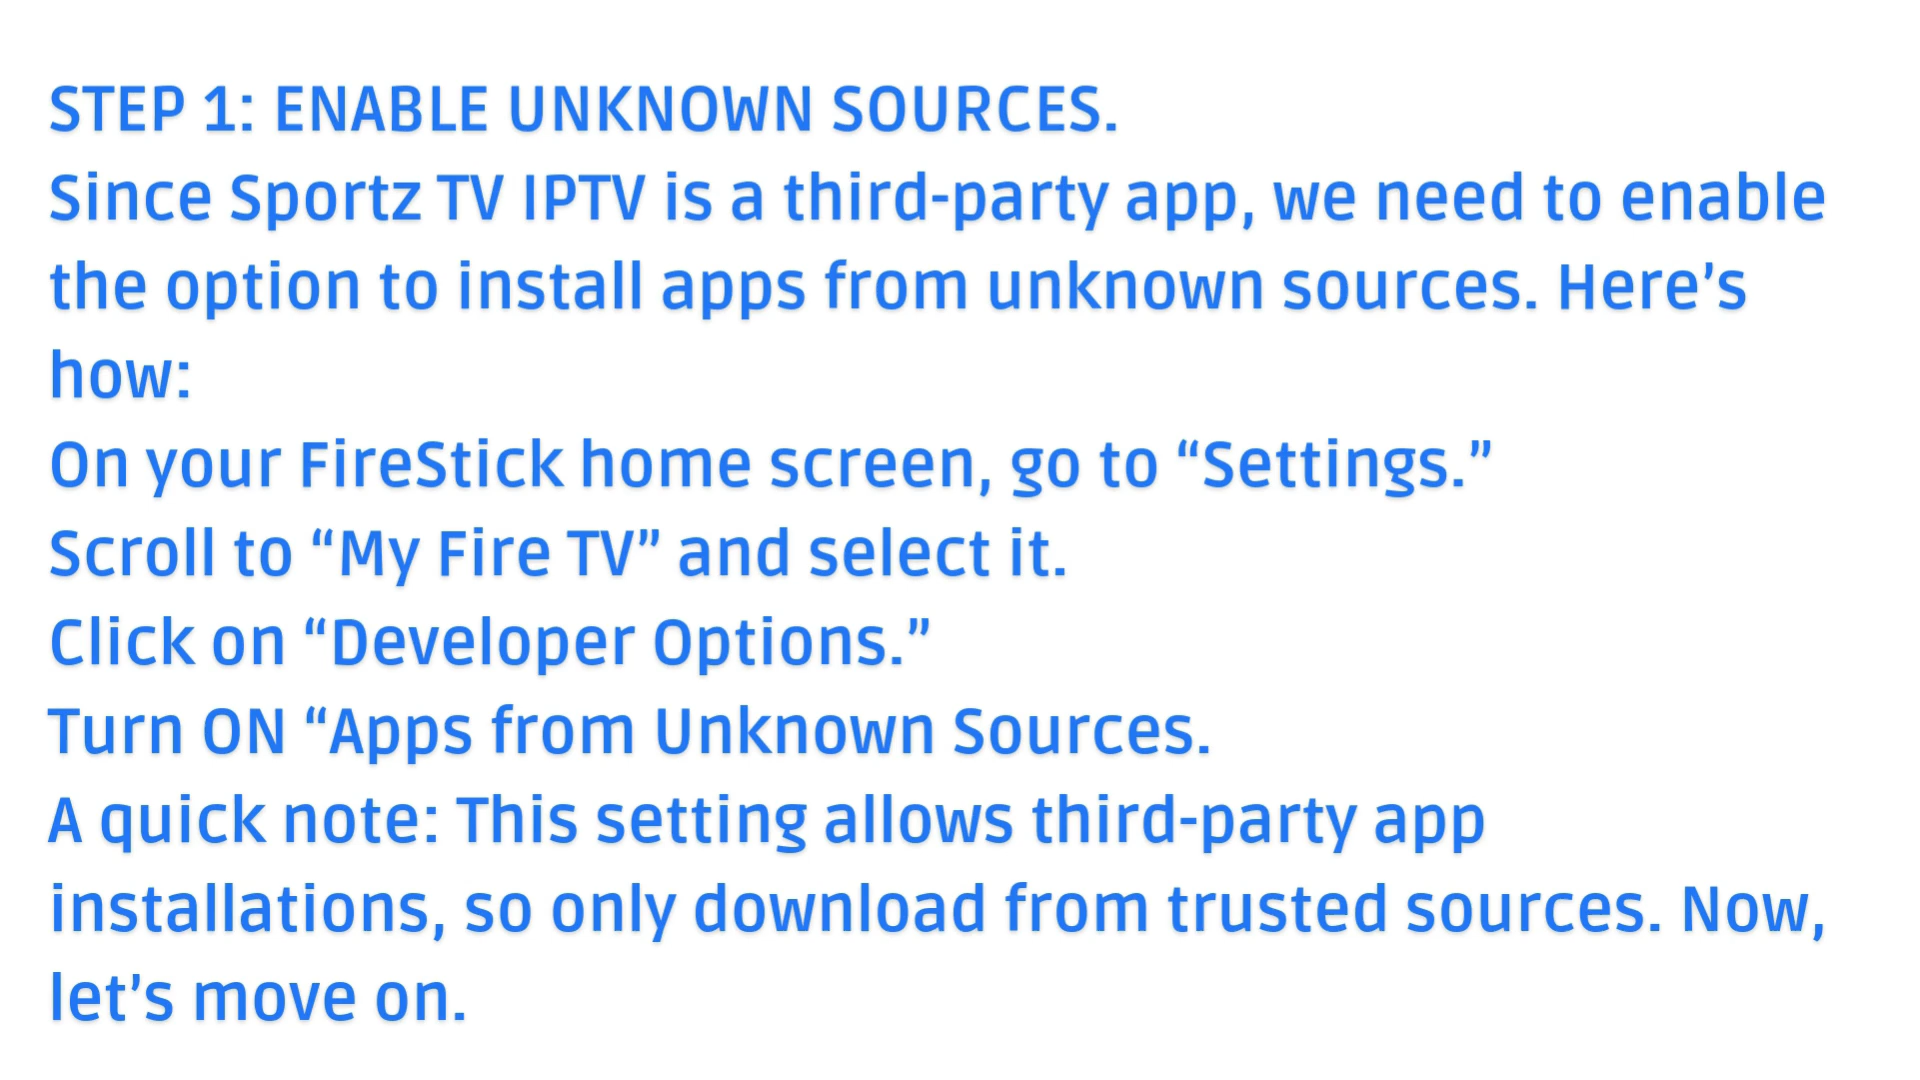 STEP 1: ENABLE UNKNOWN SOURCES.
Since Sportz TV IPTV is a third-party app, we need to enable
the option to install apps from unknown sources. Here’s
how:
On your FireStick home screen, go to “Settings.”
Scroll to “My Fire TV” and select it.
Click on “Developer Options.”
Turn ON “Apps from Unknown Sources.
A quick note: This setting allows third-party app
installations, so only download from trusted sources. Now,
let’s move on.